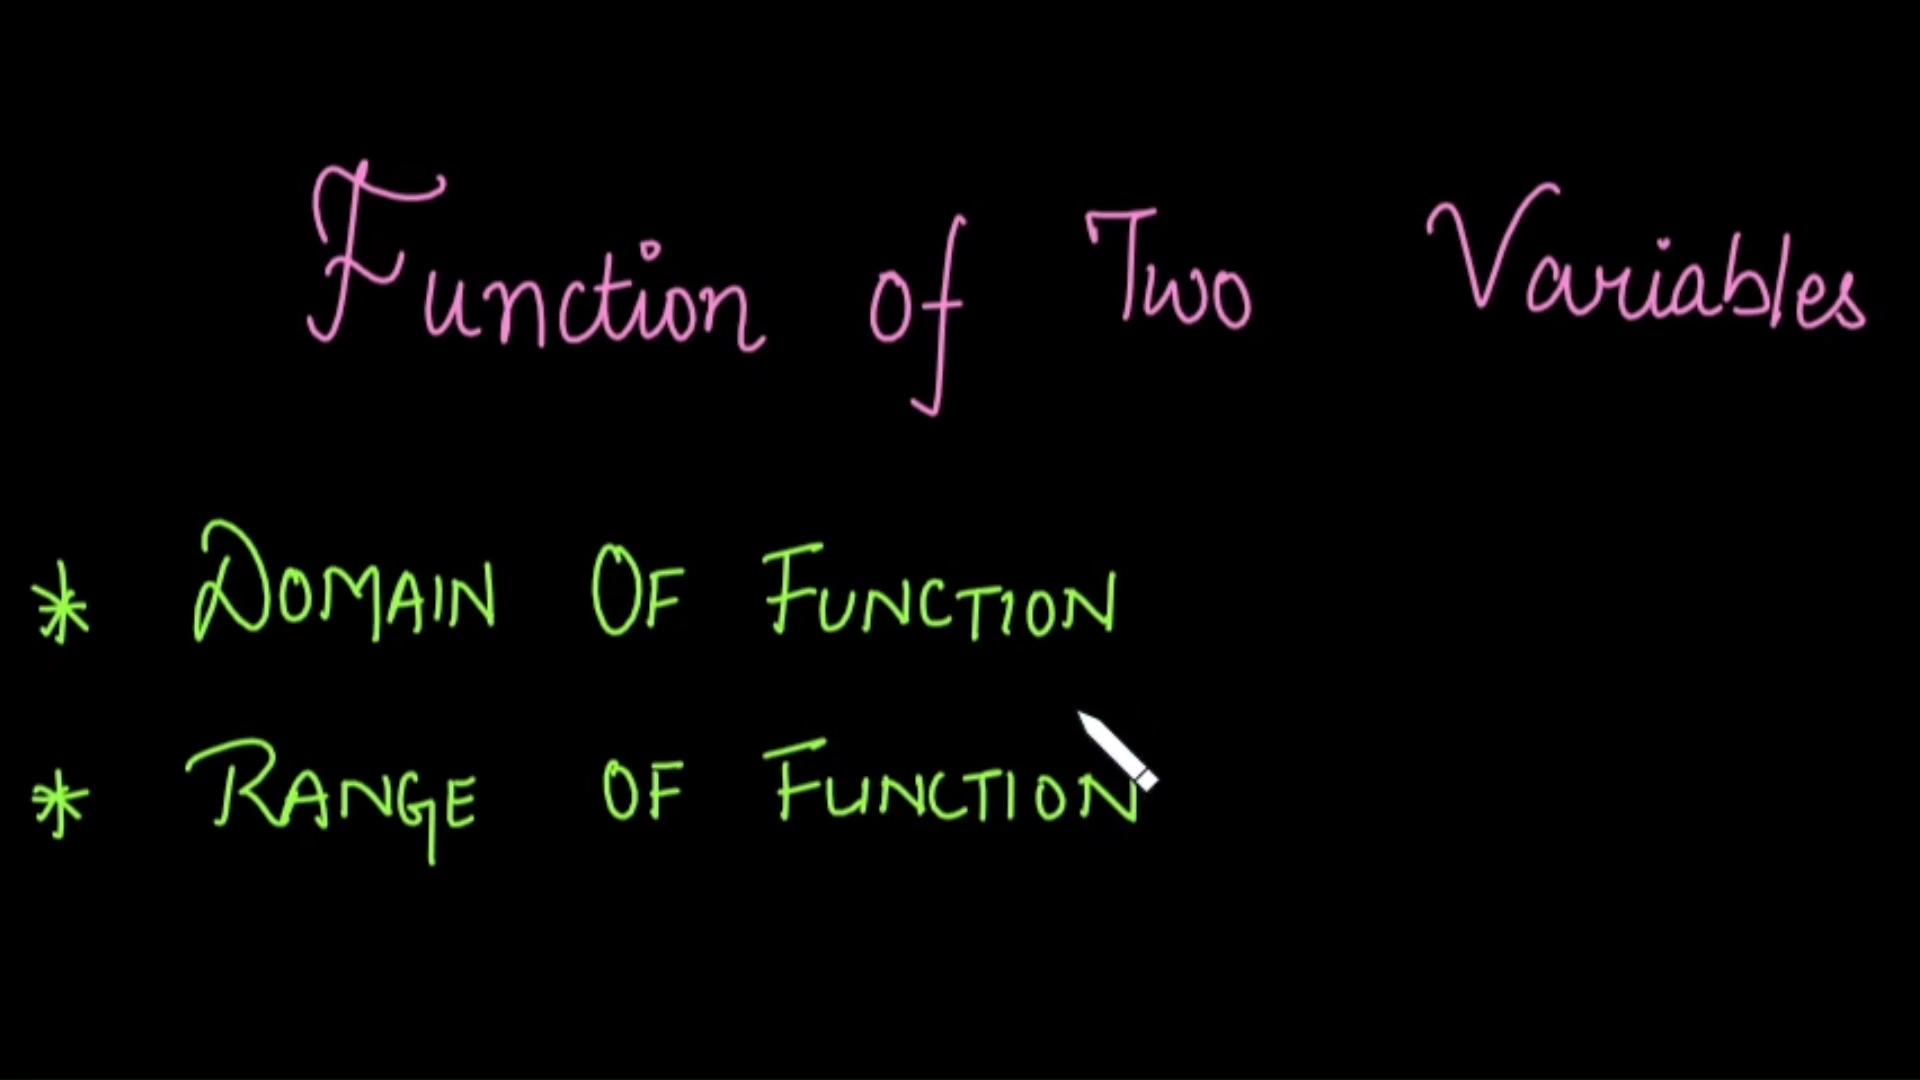 Function of Two Variables
* DOMAIN OF FUNCTION
* RANGE OF FUNCTION